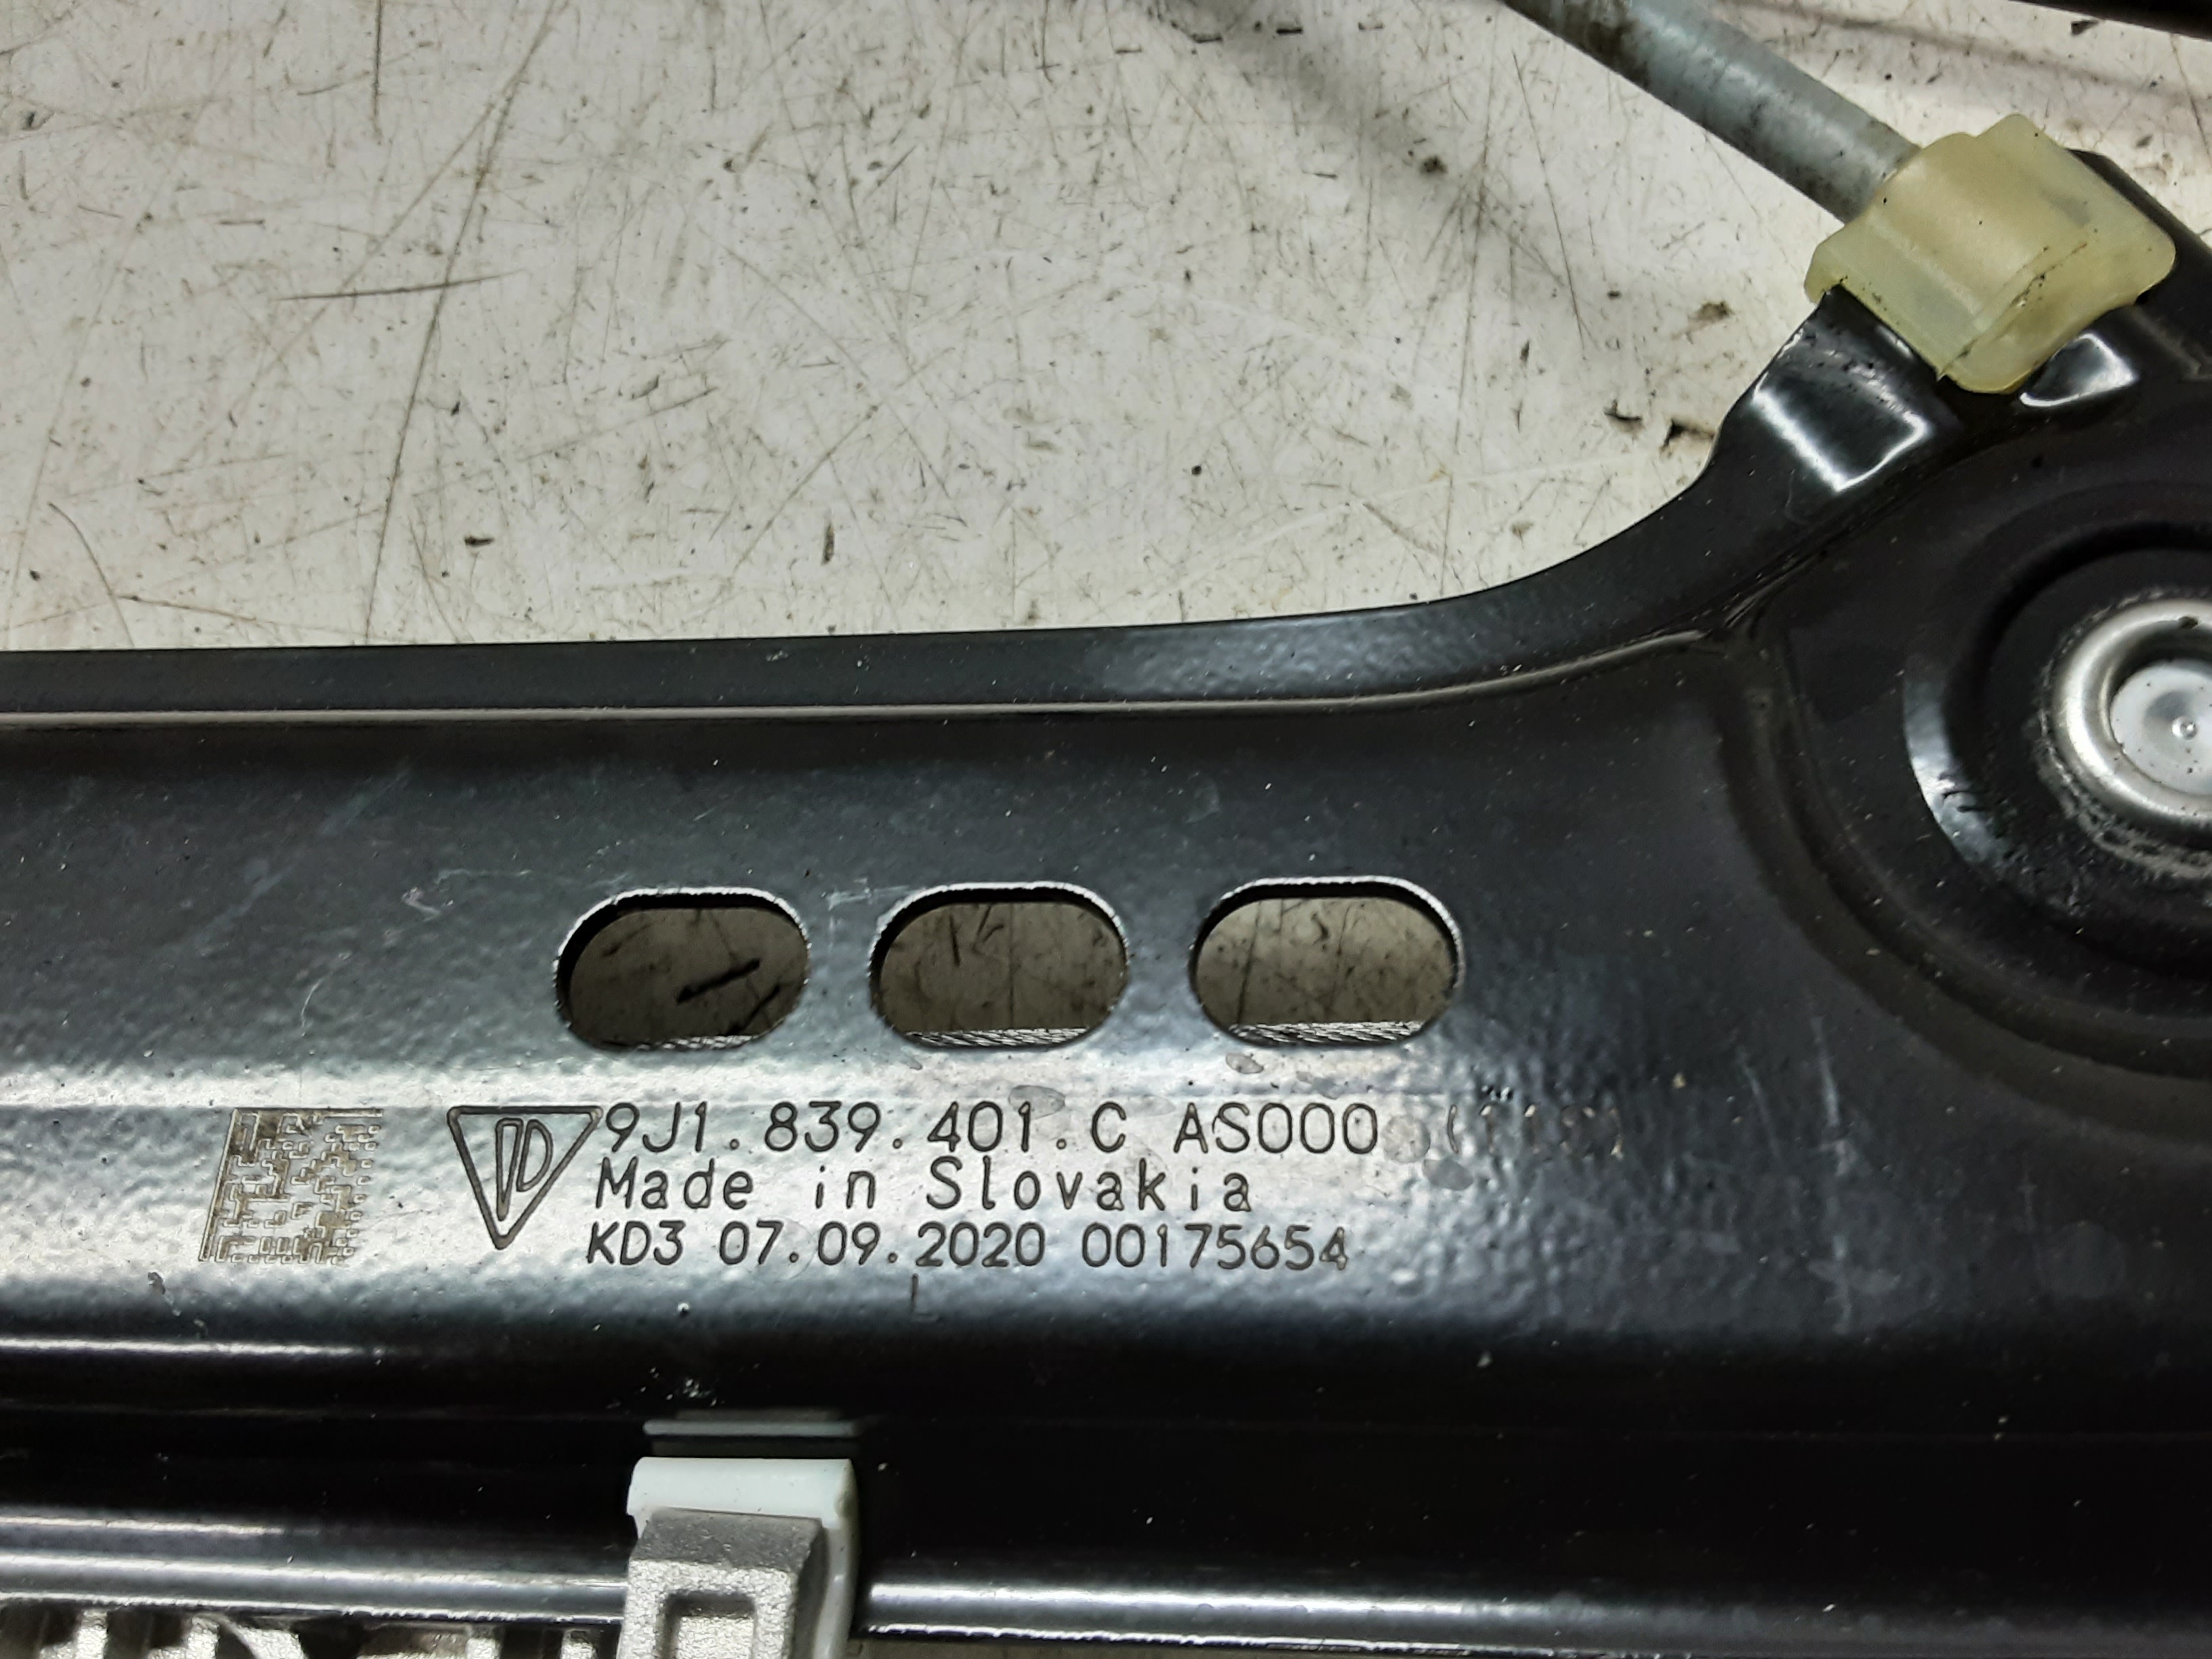 9J1.839.401.C AS000
Made in Slovakia
KD3 07.09.2020 00175654
L